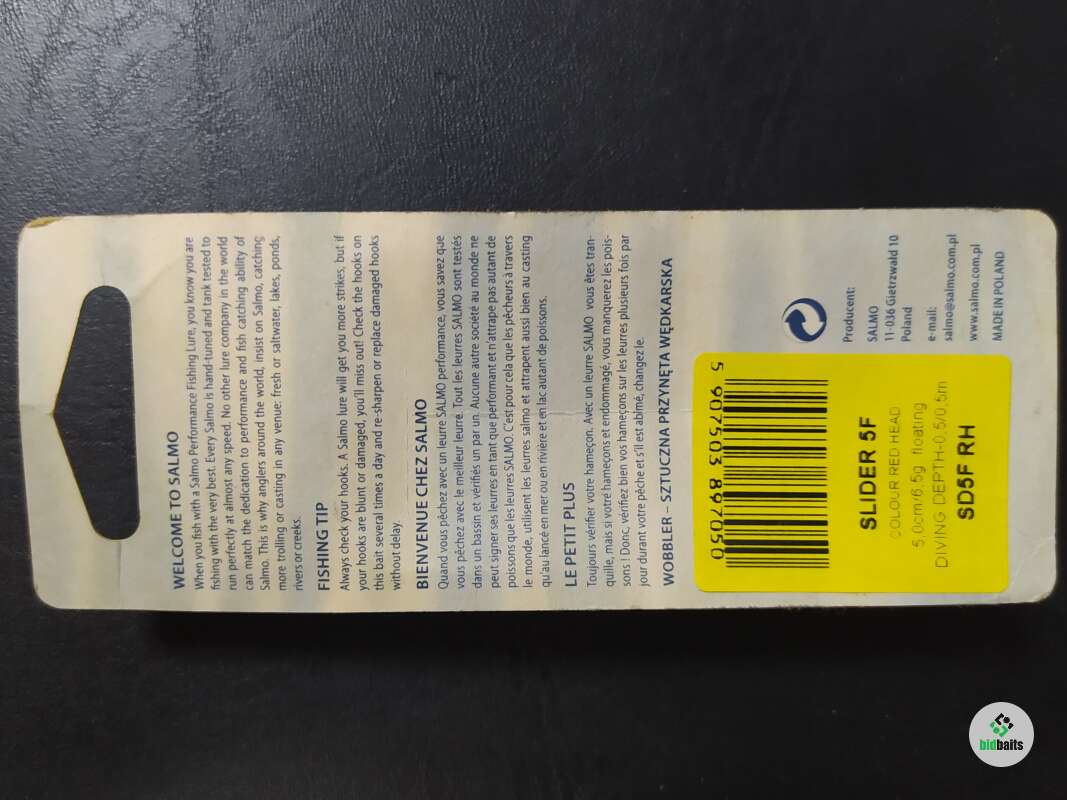 WELCOME TO SALMO
When you fish with a Salmo Performance Fishing Lure, you know you are
fishing with the very best. Every Salmo is hand-tuned and tank tested to
run perfectly at almost any speed. No other lure company in the world
can match the dedication to performance and fish catching ability of
Salmo. This is why anglers around the world, insist on Salmo, catching
more trolling or casting in any venue: fresh or saltwater, lakes, ponds,
rivers or creeks.
FISHING TIP
Always check your hooks. A Salmo lure will get you more strikes, but if
your hooks are blunt or damaged, you'll miss out! Check the hooks on
this bait several times a day and re-sharpen or replace damaged hooks
without delay.
BIENVENUE CHEZ SALMO
Quand vous pêchez avec un leurre SALMO performance, vous savez que
vous pêchez avec le meilleur leurre. Tout les leurres SALMO sont testés
dans un bassin et vérifiés un par un. Aucune autre société au monde ne
peut signer ses leurres en tant que performant et n'attrape pas autant de
poissons que les leurres SALMO. C'est pour cela que les pêcheurs à travers
le monde, utilisent les leurres salmo et attrapent aussi bien au casting
qu'au lancé en mer ou en rivière et en lac autant de poissons.
LE PETIT PLUS
Toujours vérifier votre hameçon. Avec un leurre SALMO vous êtes tran-
quille, mais si votré hameçons et endommagé, vous manquerez les pois-
sons ! Donc, vérifiez bien vos hameçons sur les leurres plusieurs fois par
jour durant votre pêche et s'il est abîmé, changez le.
WOBBLER – SZTUCZNA PRZYNĘTA WĘDKARSKA
5 907503 897050
SLIDER 5F
COLOUR RED HEAD
5,0cm/6,5g floating
DIVING DEPTH-0,5/0,5m
SD5F RH
Producent:
SALMO
11-036 Gietrzwald 10
Poland
e-mail:
salmo@salmo.com.pl
www.salmo.com.pl
MADE IN POLAND
bidbaits